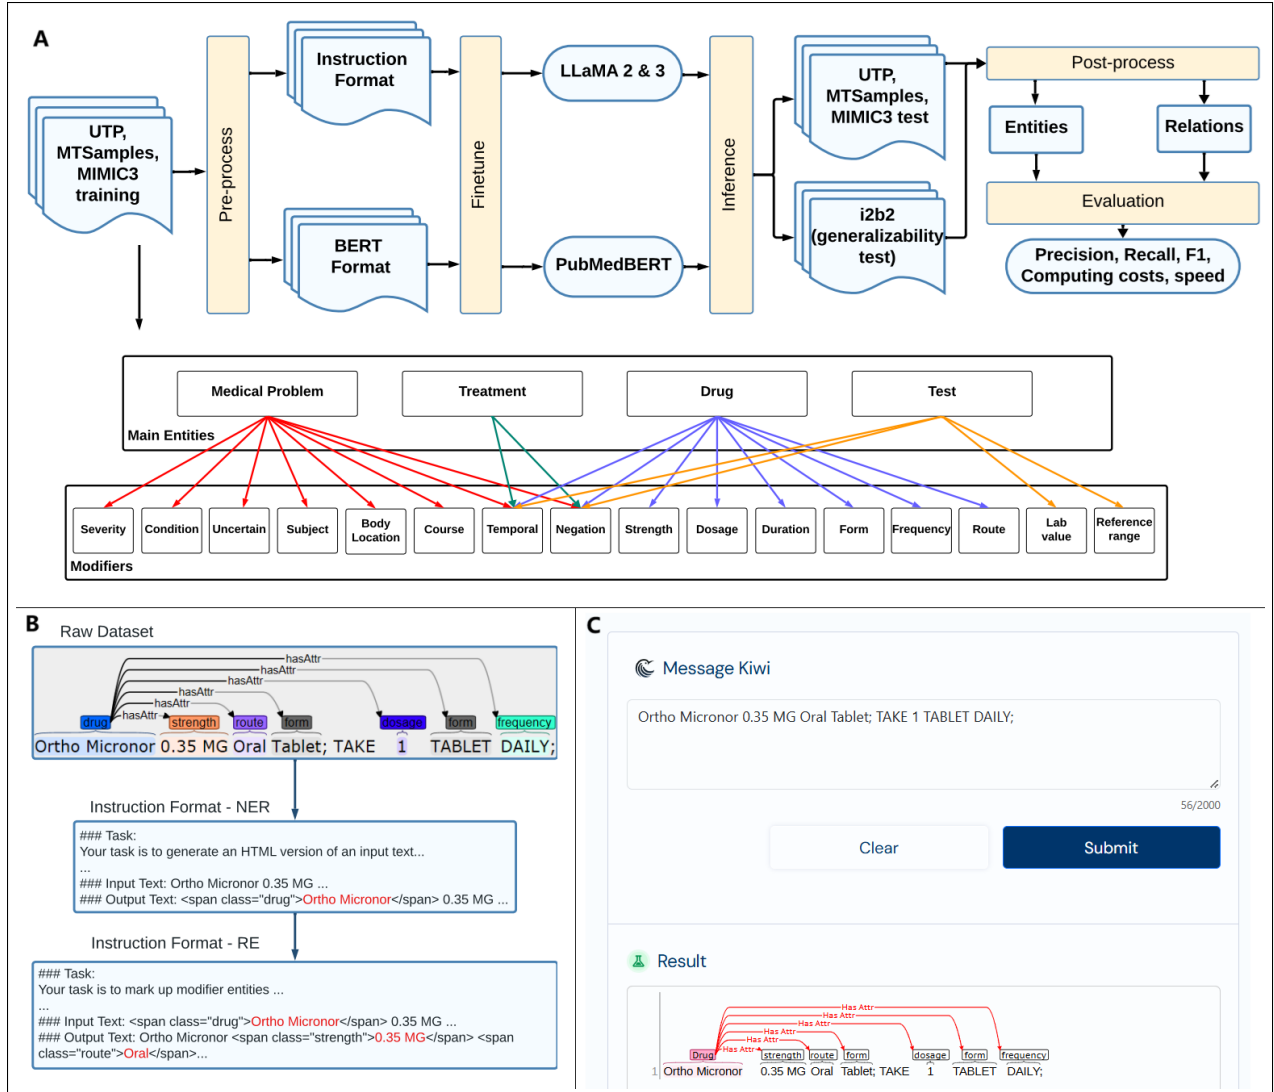 A
UTP,
MTSamples,
MIMIC3
training
Pre-process
Instruction
Format
BERT
Format
Finetune
LLaMA 2 & 3
PubMedBERT
Inference
UTP,
MTSamples,
MIMIC3 test
i2b2
(generalizability
test)
Post-process
Entities
Relations
Evaluation
Precision, Recall, F1,
Computing costs, speed
Medical Problem
Treatment
Drug
Test
Main Entities
Severity
Condition
Uncertain
Subject
Body
Location
Course
Temporal
Negation
Strength
Dosage
Duration
Form
Frequency
Route
Lab
value
Reference
range
Modifiers
B
Raw Dataset
hasAttr
hasAttr
hasAttr
hasAttr
hasAttr
hasAttr
drug strength route form dosage form frequency
Ortho Micronor 0.35 MG Oral Tablet; TAKE 1 TABLET DAILY;
Instruction Format - NER
### Task:
Your task is to generate an HTML version of an input text...
...
### Input Text: Ortho Micronor 0.35 MG ...
### Output Text: <span class="drug">Ortho Micronor</span> 0.35 MG ...
Instruction Format - RE
### Task:
Your task is to mark up modifier entities ...
...
### Input Text: <span class="drug">Ortho Micronor</span> 0.35 MG ...
### Output Text: Ortho Micronor <span class="strength">0.35 MG</span> <span
class="route">Oral</span>...
C
Message Kiwi
Ortho Micronor 0.35 MG Oral Tablet; TAKE 1 TABLET DAILY;
56/2000
Clear
Submit
Result
Has Attr
Has Attr
Has Attr
Has Attr
Has Attr
Has Attr
Drug strength route form dosage form frequency
1 Ortho Micronor 0.35 MG Oral Tablet; TAKE 1 TABLET DAILY;